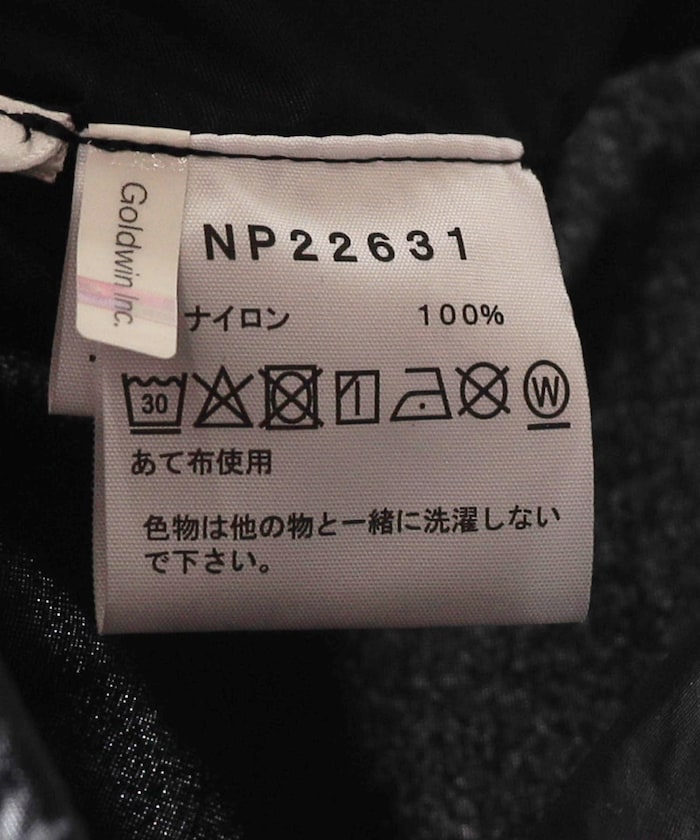 Goldwin Inc.
NP22631
ナイロン 100%
30
W
あて布使用
色物は他の物と一緒に洗濯しない
で下さい。